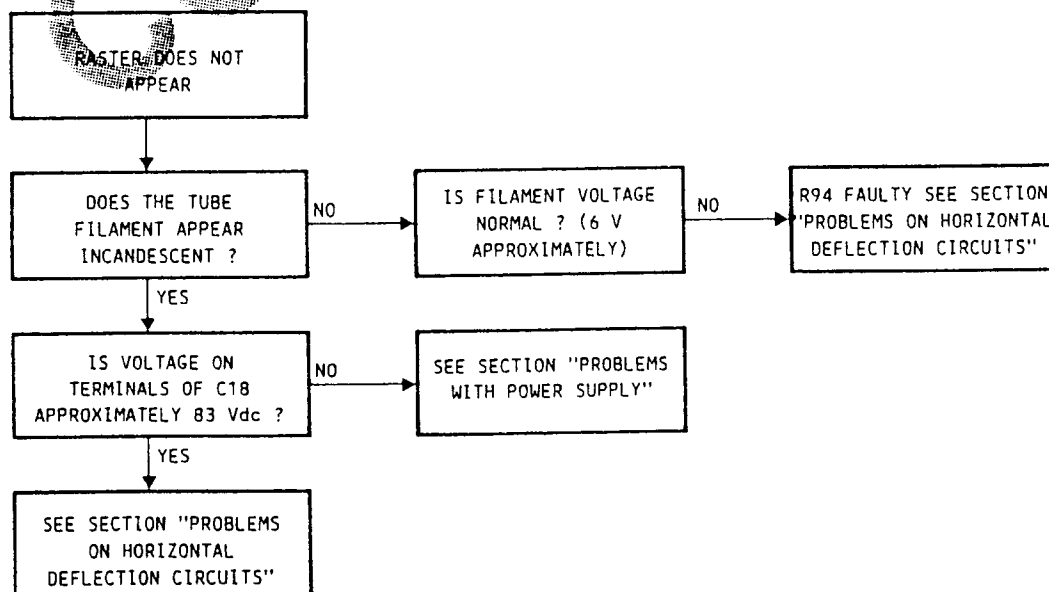 RASTER DOES NOT
APPEAR
DOES THE TUBE
FILAMENT APPEAR
INCANDESCENT ?
NO
IS FILAMENT VOLTAGE
NORMAL ? (6 V
APPROXIMATELY)
NO
R94 FAULTY SEE SECTION
"PROBLEMS ON HORIZONTAL
DEFLECTION CIRCUITS"
YES
IS VOLTAGE ON
TERMINALS OF C18
APPROXIMATELY 83 Vdc ?
NO
SEE SECTION "PROBLEMS
WITH POWER SUPPLY"
YES
SEE SECTION "PROBLEMS
ON HORIZONTAL
DEFLECTION CIRCUITS"